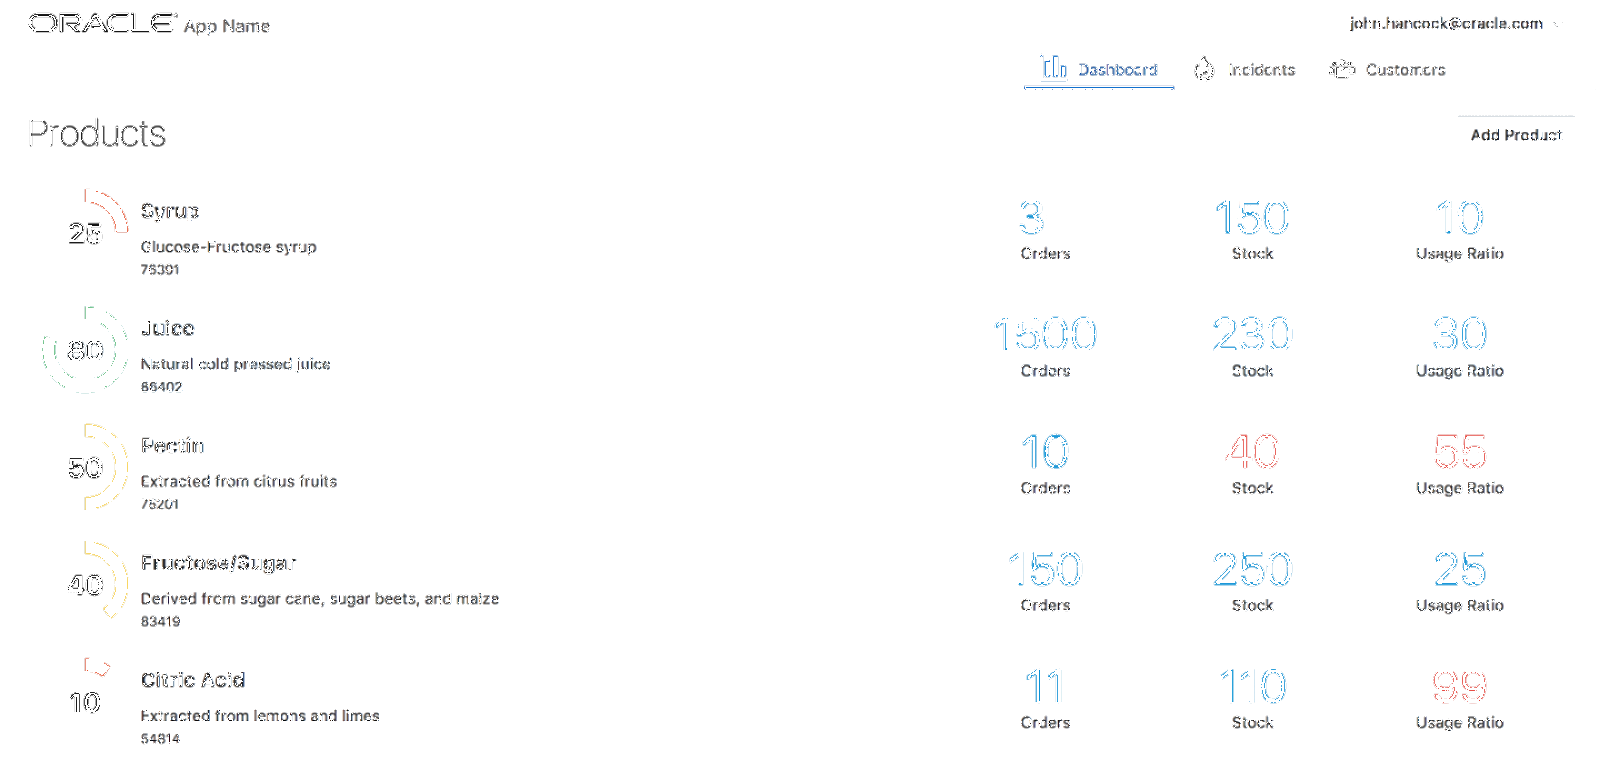 ORACLE App Name
john.hancock@oracle.com
Dashboard Incidents Customers
Products
Add Product
25
Syrup
Glucose-Fructose syrup
3 Orders
150 Stock
10 Usage Ratio
80
Juice
Natural cold pressed juice
1500 Orders
230 Stock
30 Usage Ratio
50
Pectin
Extracted from citrus fruits
10 Orders
40 Stock
55 Usage Ratio
40
Fructose/Sugar
Derived from sugar cane, sugar beets, and maize
83419
150 Orders
250 Stock
25 Usage Ratio
10
Citric Acid
Extracted from lemons and limes
11 Orders
110 Stock
99 Usage Ratio